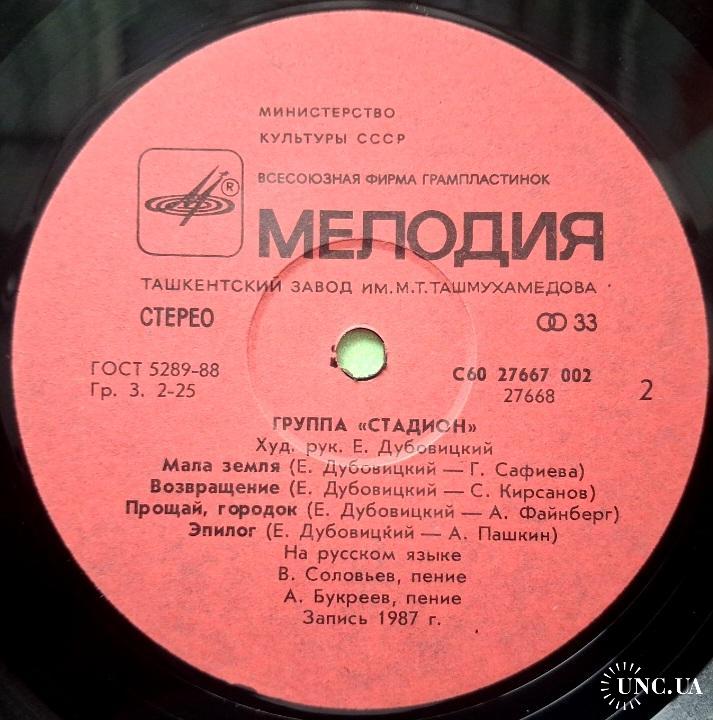 МИНИСТЕРСТВО
КУЛЬТУРЫ СССР
ВСЕСОЮЗНАЯ ФИРМА ГРАМПЛАСТИНОК
®
МЕЛОДИЯ
ТАШКЕНТСКИЙ ЗАВОД ИМ. М.Т. ТАШМУХАМЕДОВА
СТЕРЕО
33
ГОСТ 5289-88
Гр. 3. 2-25
С60 27667 002
27668
2
ГРУППА «СТАДИОН»
Худ. рук. Е. Дубовицкий
Мала земля (Е. Дубовицкий — Г. Сафиева)
Возвращение (Е. Дубовицкий — С. Кирсанов)
Прощай, городок (Е. Дубовицкий — А. Файнберг)
Эпилог (Е. Дубовицкий — А. Пашкин)
На русском языке
В. Соловьев, пение
А. Букреев, пение
Запись 1987 г.
UNC.UA